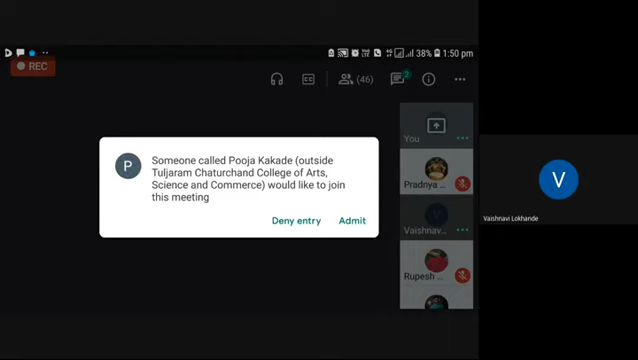 38% 1:50 pm
REC
(46)
2
You
Someone called Pooja Kakade (outside
Tuljaram Chaturchand College of Arts,
Science and Commerce) would like to join
this meeting
P
Deny entry Admit
Pradnya ...
Vaishnav...
Rupesh ...
V
Vaishnavi Lokhande